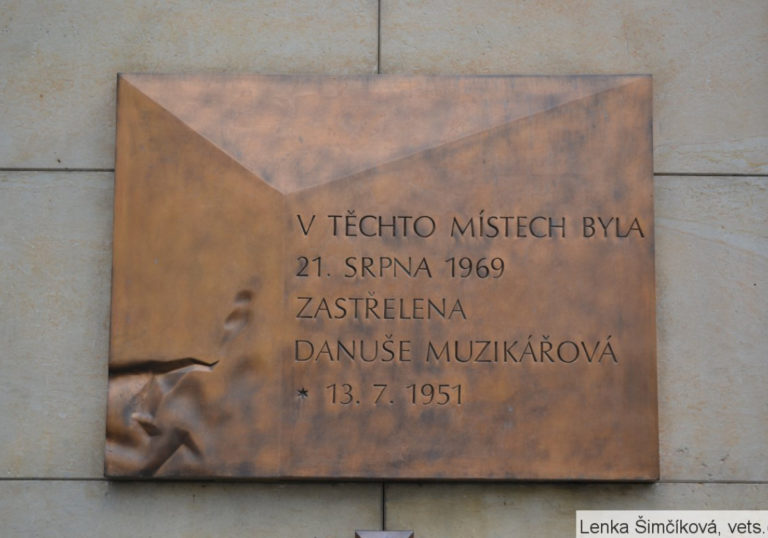 V TĚCHTO MÍSTECH BYLA
21. SRPNA 1969
ZASTŘELENA
DANUŠE MUZIKÁŘOVÁ
* 13. 7. 1951
Lenka Šimčíková, vets.